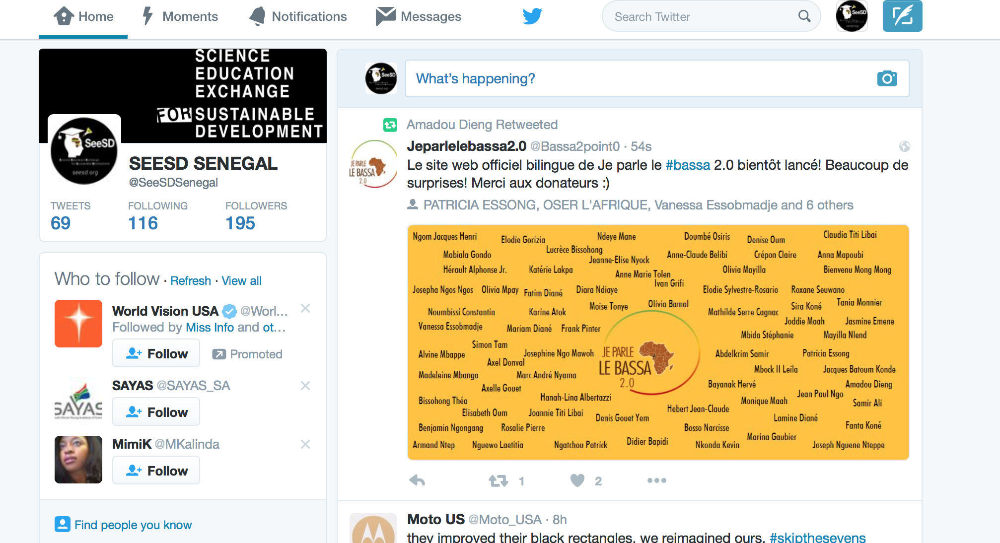 Home
Moments
Notifications
Messages
Search Twitter
SeeSD
seesd.org
SCIENCE
EDUCATION
EXCHANGE
FOR SUSTAINABLE
DEVELOPMENT
SeeSD
Science Education Exchange
for Sustainable Development
seesd.org
SEESD SENEGAL
@SeeSDSenegal
TWEETS FOLLOWING FOLLOWERS
69 116 195
Who to follow · Refresh · View all
World Vision USA @Worl...
Followed by Miss Info and ot...
Follow Promoted
SAYAS @SAYAS_SA
SAYAS
Follow
MimiK @MKalinda
Follow
Find people you know
SeeSD
seesd.org
What's happening?
Amadou Dieng Retweeted
JE PARLE
LE BASSA
2.0
Jeparlelebassa2.0 @Bassa2point0 · 54s
Le site web officiel bilingue de Je parle le #bassa 2.0 bientôt lancé! Beaucoup de
surprises! Merci aux donateurs :)
PATRICIA ESSONG, OSER L'AFRIQUE, Vanessa Essobmadje and 6 others
Ngom Jacques Henri Elodie Gorizia Ndeye Mane Doumbé Osiris Denise Oum Claudia Titi Libai
Mabiala Gondo Lucrèce Bissohong Jeanne-Elise Nyock Anne-Claude Belibi Crépon Claire Anna Mapoubi
Hérault Alphonse Jr. Katérie Lakpa Anne Marie Tolen Olivia Mayilla Bienvenu Mong Mong
Ivan Grifi
Josepha Ngos Ngos Olivia Mpay Fatim Diané Diara Ndiaye Elodie Sylvestre-Rosario Roxane Seuwano
Moise Tonye Olivia Bamal Sira Koné Tania Monnier
Noumbissi Constantin Karine Atok Mathilde Serre Cagnac
Joddie Maah Jasmine Emene
Vanessa Essobmadje Mariam Diané Frank Pinter
Mbida Stéphanie Mayilla Nlend
Simon Tam
Alvine Mbappe Josephine Ngo Mawoh Abdelkrim Samir Patricia Essong
JE PARLE
LE BASSA
2.0
Axel Donval
Mbock II Leila Jacques Batoum Konde
Madeleine Mbanga Marc André Nyama
Axelle Gouet Bayanak Hervé Amadou Dieng
Bissohong Théa Hanah-Lina Albertazzi Monique Maah Jean Paul Ngo Samir Ali
Elisabeth Oum Joannie Titi Libai Hebert Jean-Claude
Denis Gouet Yem Lamine Diané
Benjamin Ngongang Rosalie Pierre Bosso Narcisse Fanta Koné
Marina Gaubier
Armand Ntep Nguewo Laetitia Ngatchou Patrick Didier Bapidi Nkonda Kevin Joseph Nguene Nteppe
1 2
Moto US @Moto_USA · 8h
they improved their black rectangles. we reimagined ours. #skipthesevens